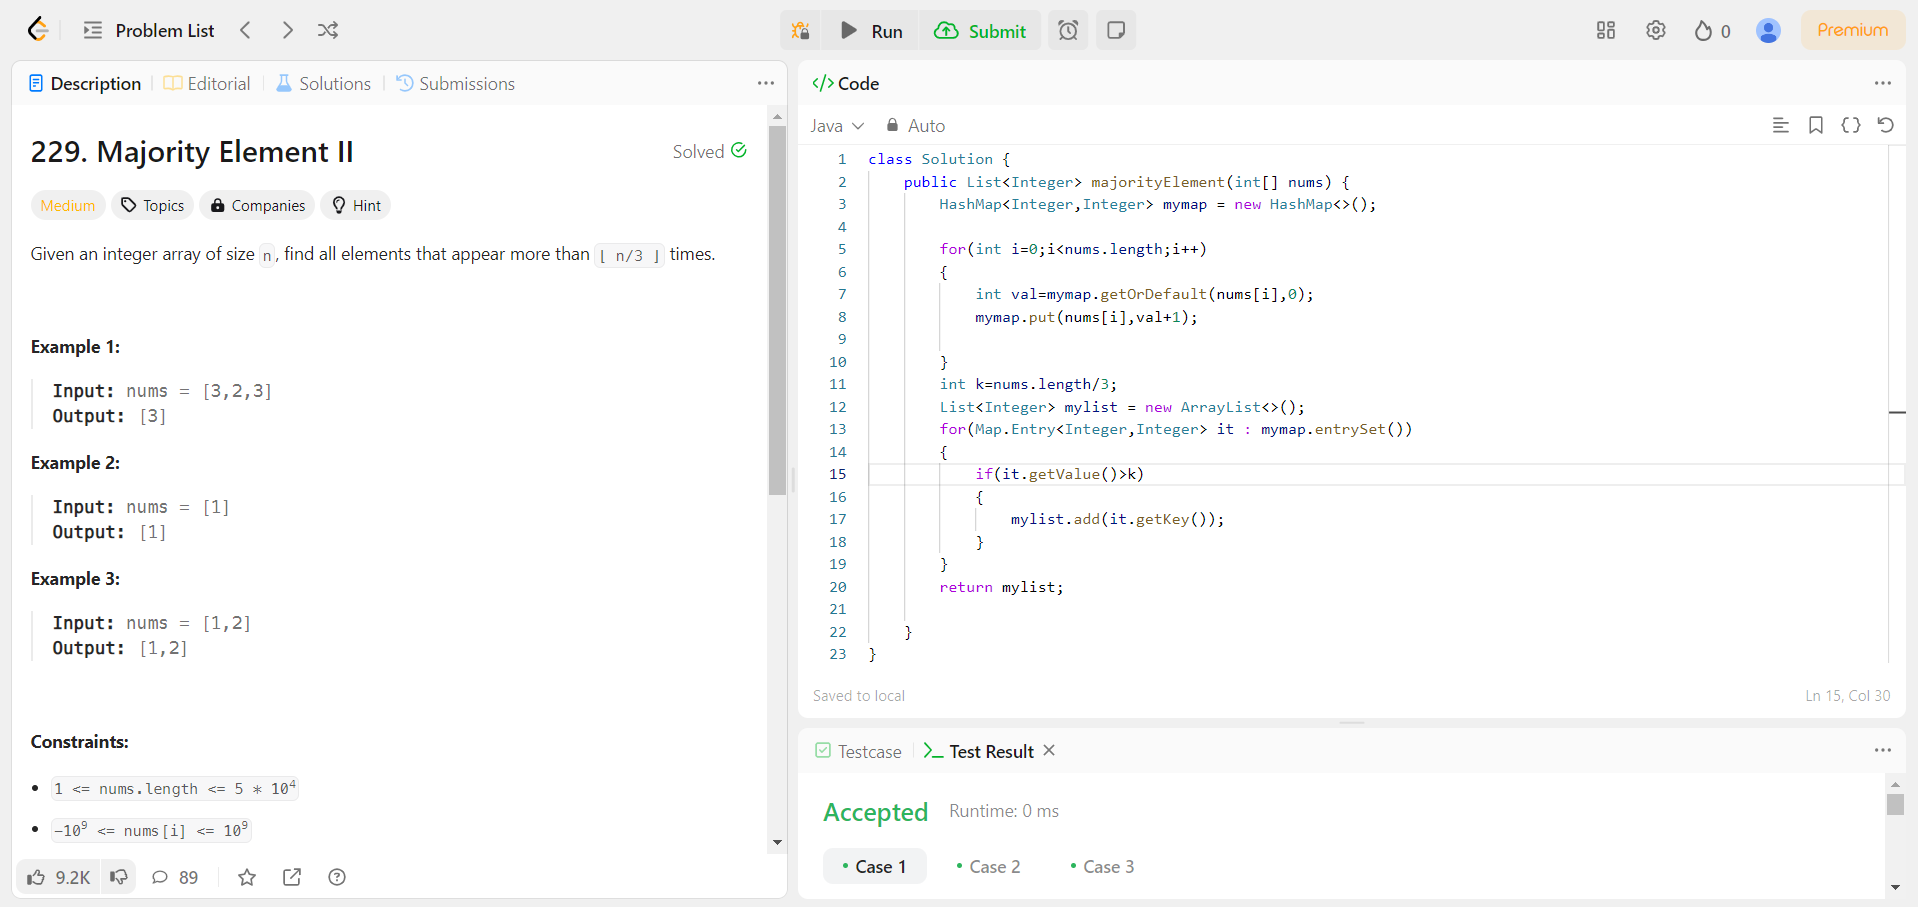 Problem List
Run
Submit
0
Premium
Description
Editorial
Solutions
Submissions
229. Majority Element II
Solved
Medium
Topics
Companies
Hint
Given an integer array of size n, find all elements that appear more than ⌊ n/3 ⌋ times.
Example 1:
Input: nums = [3,2,3]
Output: [3]
Example 2:
Input: nums = [1]
Output: [1]
Example 3:
Input: nums = [1,2]
Output: [1,2]
Constraints:
• 1 <= nums.length <= 5 * 10⁴
• -10⁹ <= nums[i] <= 10⁹
9.2K
89
</> Code
Java
Auto
1 class Solution {
2     public List<Integer> majorityElement(int[] nums) {
3         HashMap<Integer,Integer> mymap = new HashMap<>();
4
5         for(int i=0;i<nums.length;i++)
6         {
7             int val=mymap.getOrDefault(nums[i],0);
8             mymap.put(nums[i],val+1);
9
10         }
11         int k=nums.length/3;
12         List<Integer> mylist = new ArrayList<>();
13         for(Map.Entry<Integer,Integer> it : mymap.entrySet())
14         {
15             if(it.getValue()>k)
16             {
17                 mylist.add(it.getKey());
18             }
19         }
20         return mylist;
21
22     }
23 }
Saved to local
Ln 15, Col 30
Testcase
Test Result
Accepted
Runtime: 0 ms
• Case 1
• Case 2
• Case 3